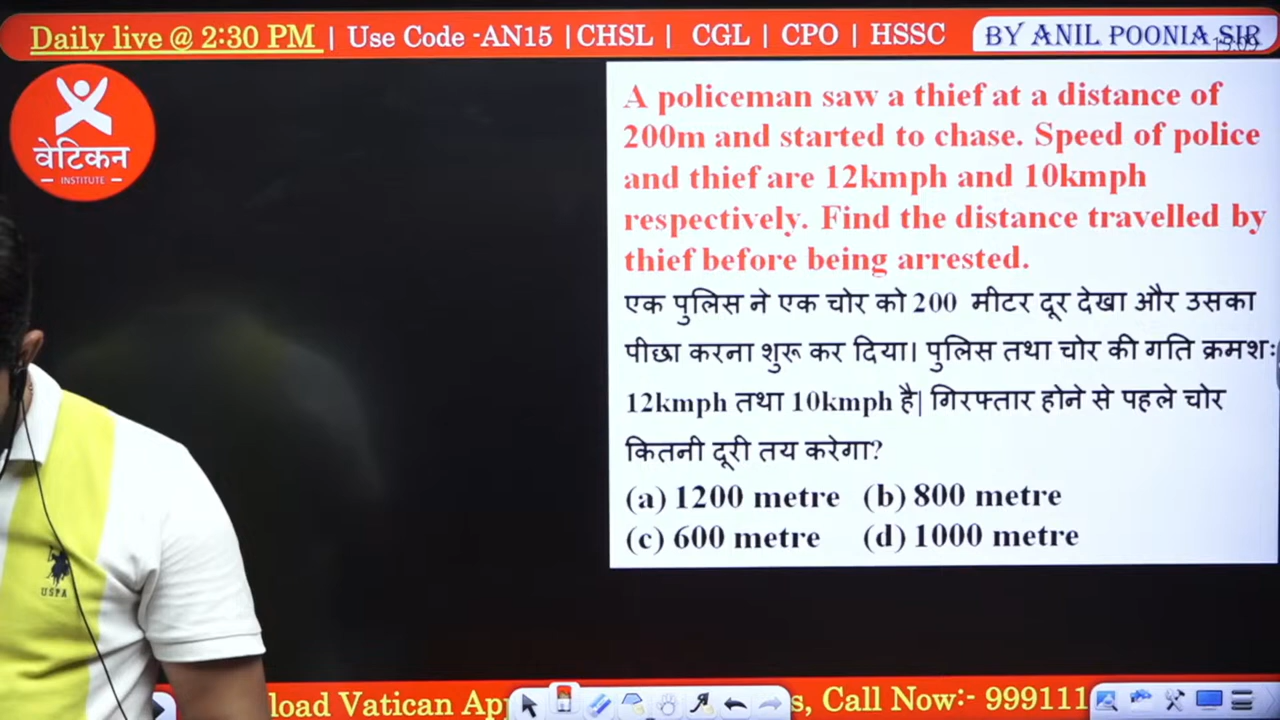 Daily live @ 2:30 PM | Use Code -AN15 | CHSL | CGL | CPO | HSSC
BY ANIL POONIA SIR
15:09
वेटिकन
INSTITUTE
A policeman saw a thief at a distance of
200m and started to chase. Speed of police
and thief are 12kmph and 10kmph
respectively. Find the distance travelled by
thief before being arrested.
एक पुलिस ने एक चोर को 200 मीटर दूर देखा और उसका
पीछा करना शुरू कर दिया। पुलिस तथा चोर की गति क्रमशः
12kmph तथा 10kmph है| गिरफ्तार होने से पहले चोर
कितनी दूरी तय करेगा?
(a) 1200 metre (b) 800 metre
(c) 600 metre (d) 1000 metre
USPA
load Vatican Ap s, Call Now:- 999111